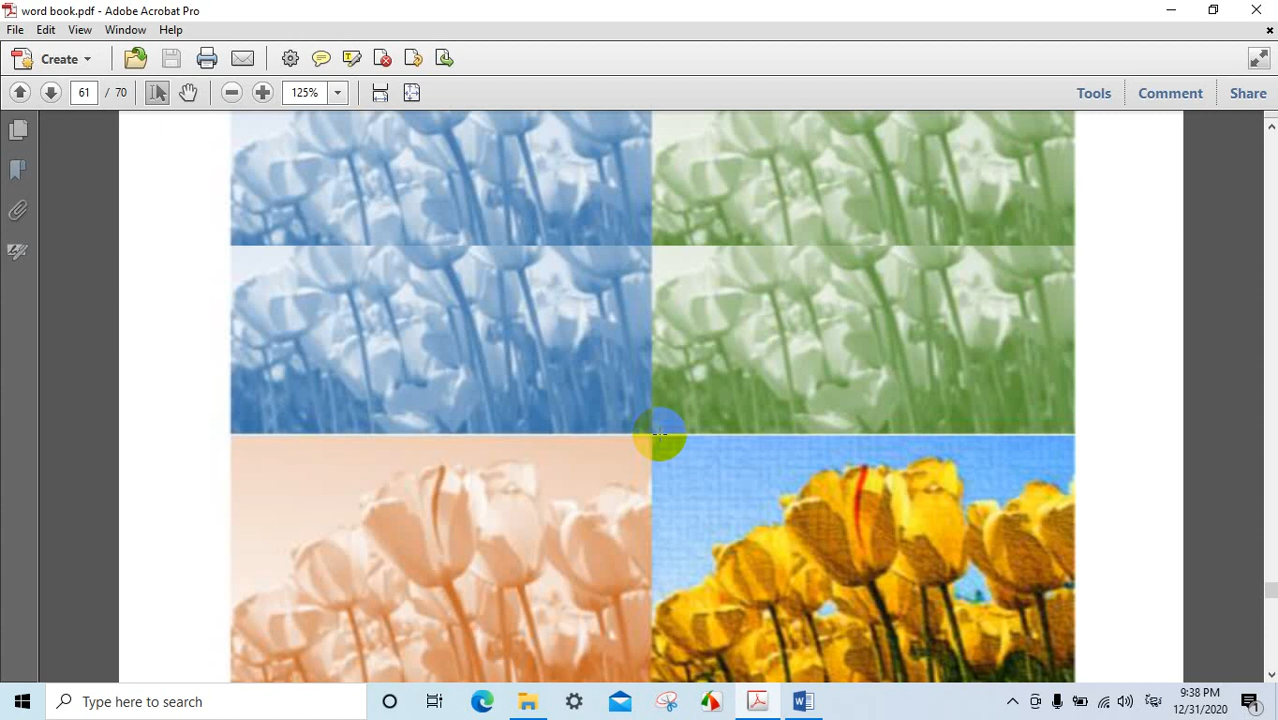 word book.pdf - Adobe Acrobat Pro
File Edit View Window Help
Create
61 / 70 125% Tools Comment Share
Type here to search
9:38 PM
12/31/2020
1